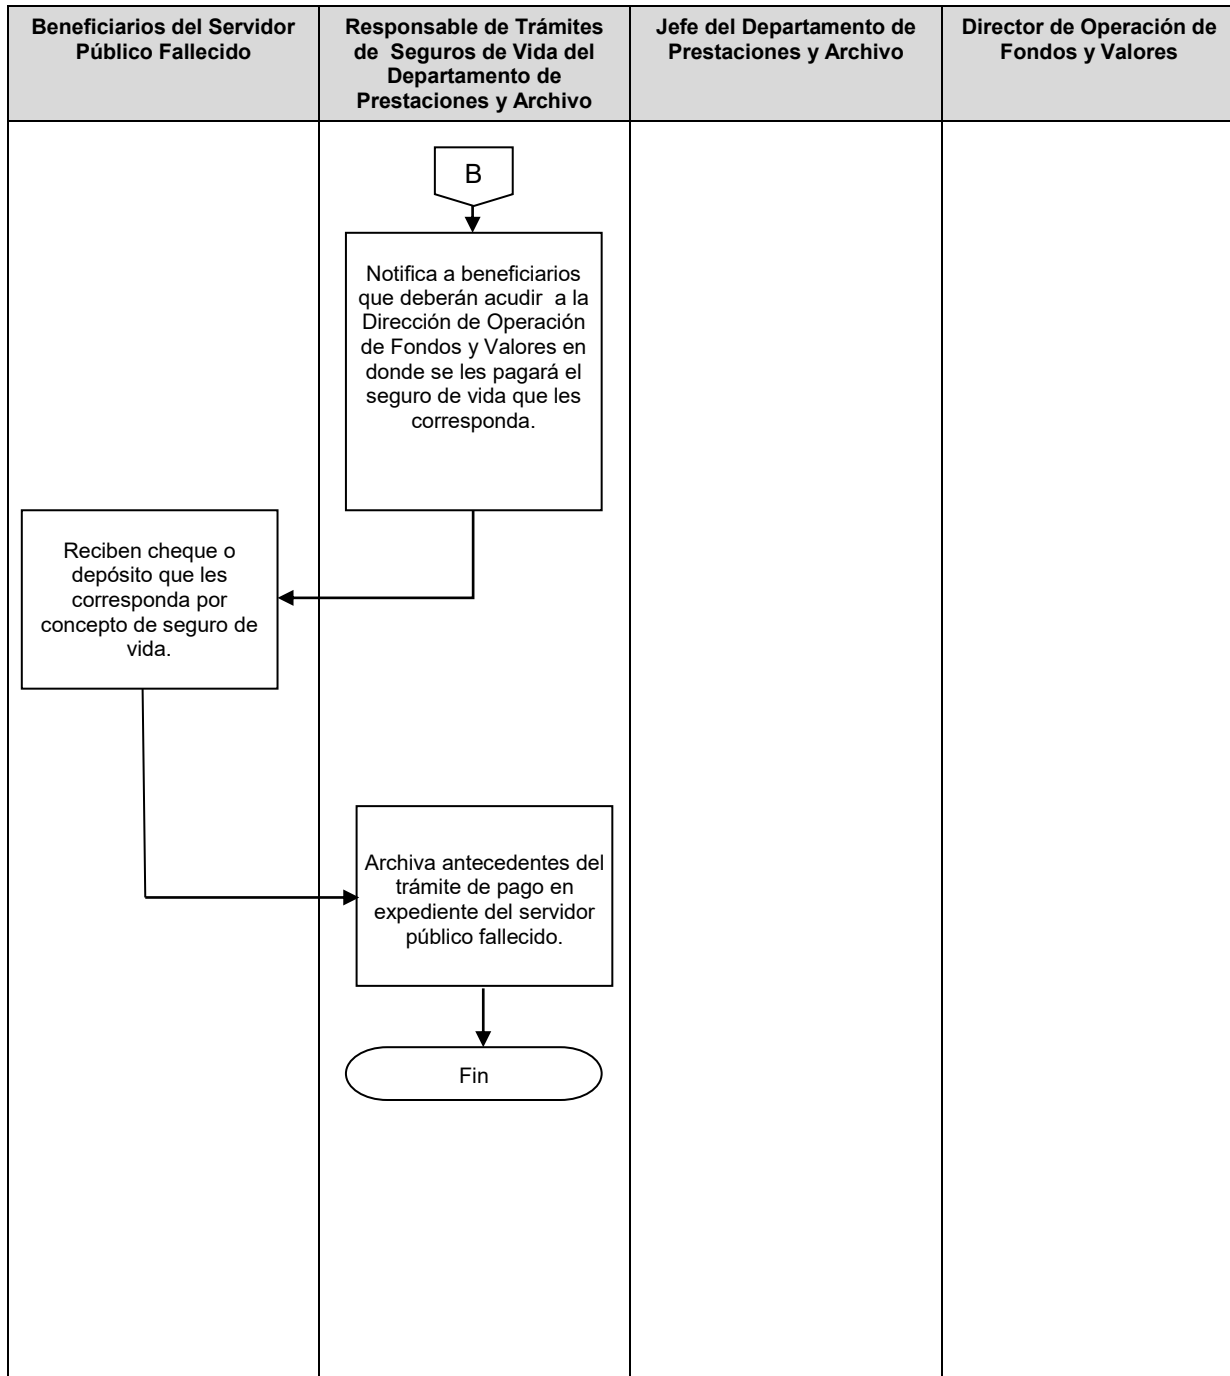 Beneficiarios del Servidor
Público Fallecido
Responsable de Trámites
de Seguros de Vida del
Departamento de
Prestaciones y Archivo
Jefe del Departamento de
Prestaciones y Archivo
Director de Operación de
Fondos y Valores
B
Notifica a beneficiarios
que deberán acudir a la
Dirección de Operación
de Fondos y Valores en
donde se les pagará el
seguro de vida que les
corresponda.
Reciben cheque o
depósito que les
corresponda por
concepto de seguro de
vida.
Archiva antecedentes del
trámite de pago en
expediente del servidor
público fallecido.
Fin